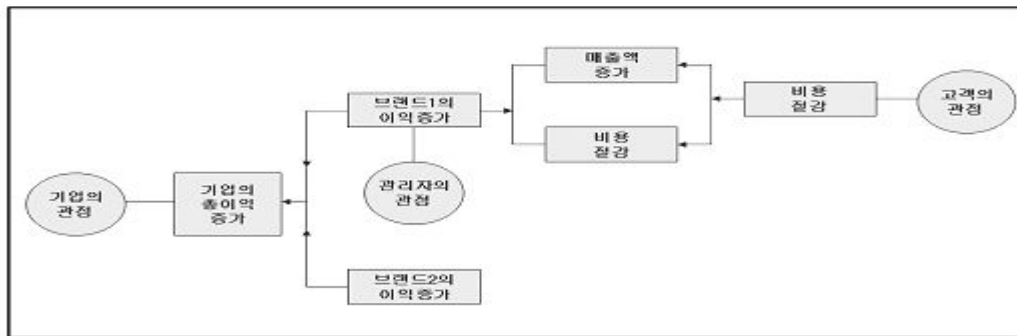 매출액
증가
브랜드1의
이익증가
비용
절감
고객의
관점
비용
절감
기업의
관점
기업의
총이익
증가
관리자의
관점
브랜드2의
이익증가